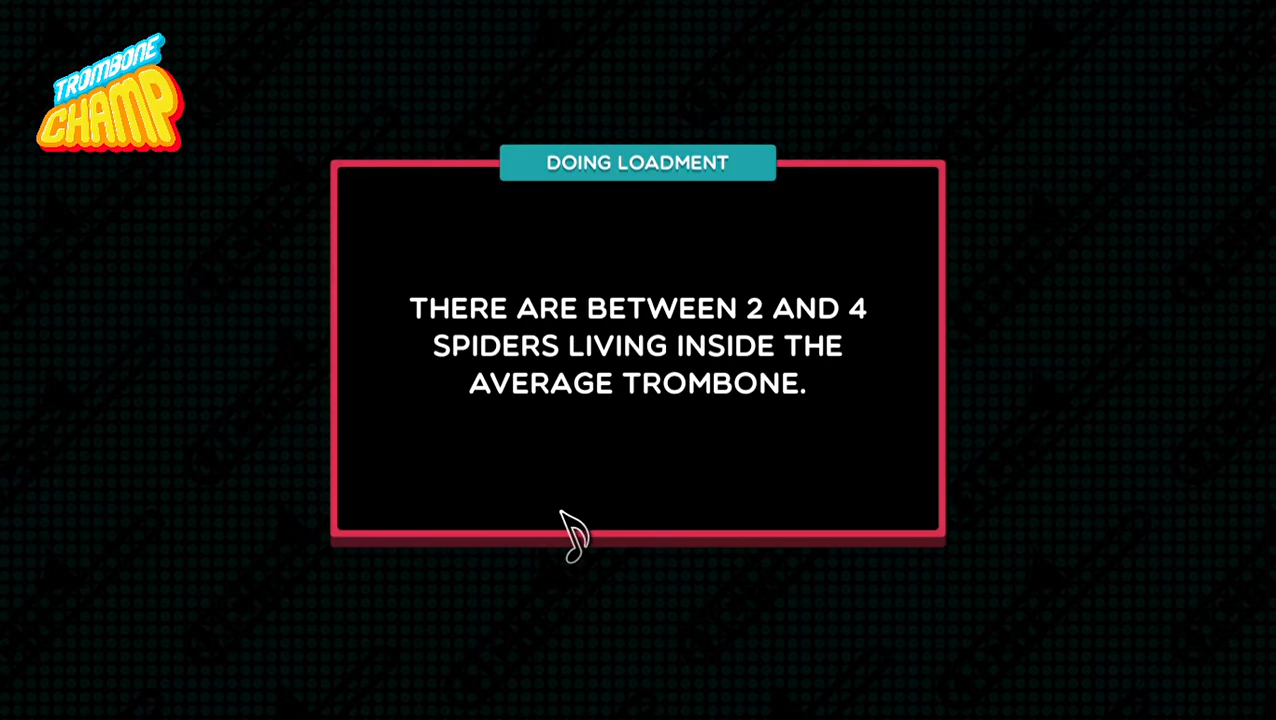 TROMBONE
CHAMP
DOING LOADMENT
THERE ARE BETWEEN 2 AND 4
SPIDERS LIVING INSIDE THE
AVERAGE TROMBONE.